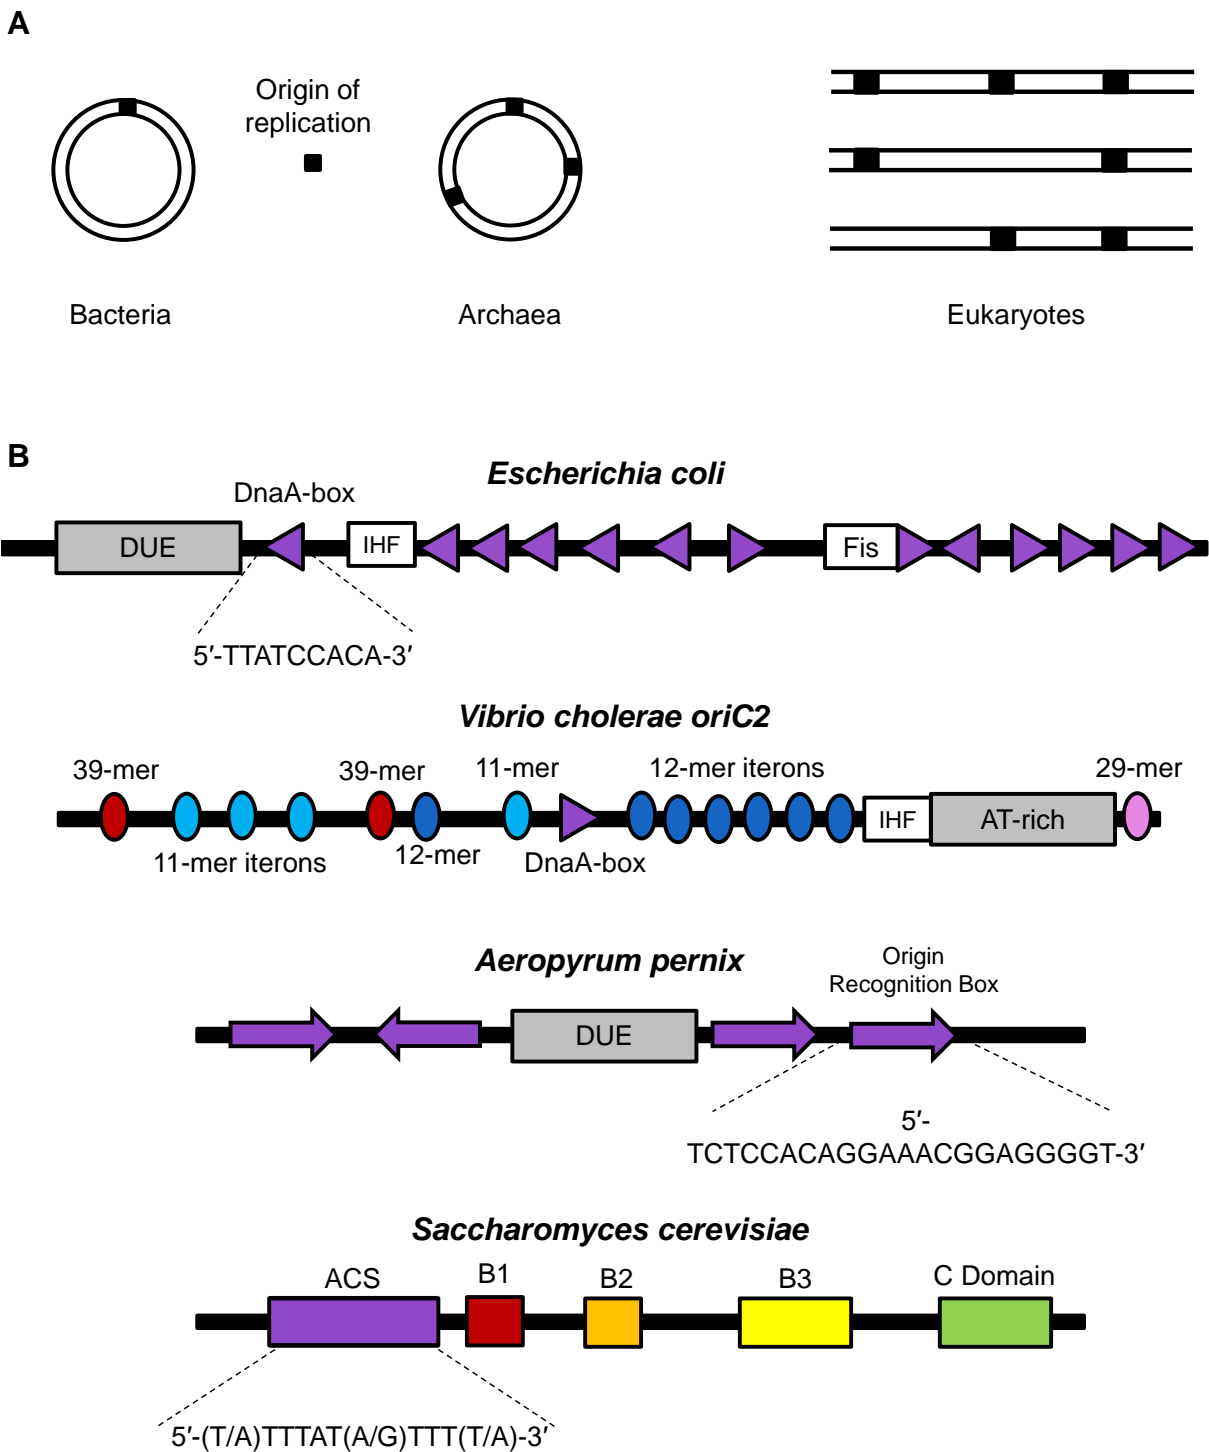 A
Origin of
replication
Bacteria
Archaea
Eukaryotes
B
Escherichia coli
DnaA-box
DUE
IHF
Fis
5′-TTATCCACA-3′
Vibrio cholerae oriC2
39-mer
39-mer
11-mer
12-mer iterons
29-mer
IHF
AT-rich
11-mer iterons
12-mer
DnaA-box
Aeropyrum pernix
Origin
Recognition Box
DUE
5′-
TCTCCACAGGAAACGGAGGGGT-3′
Saccharomyces cerevisiae
ACS
B1
B2
B3
C Domain
5′-(T/A)TTTAT(A/G)TTT(T/A)-3′